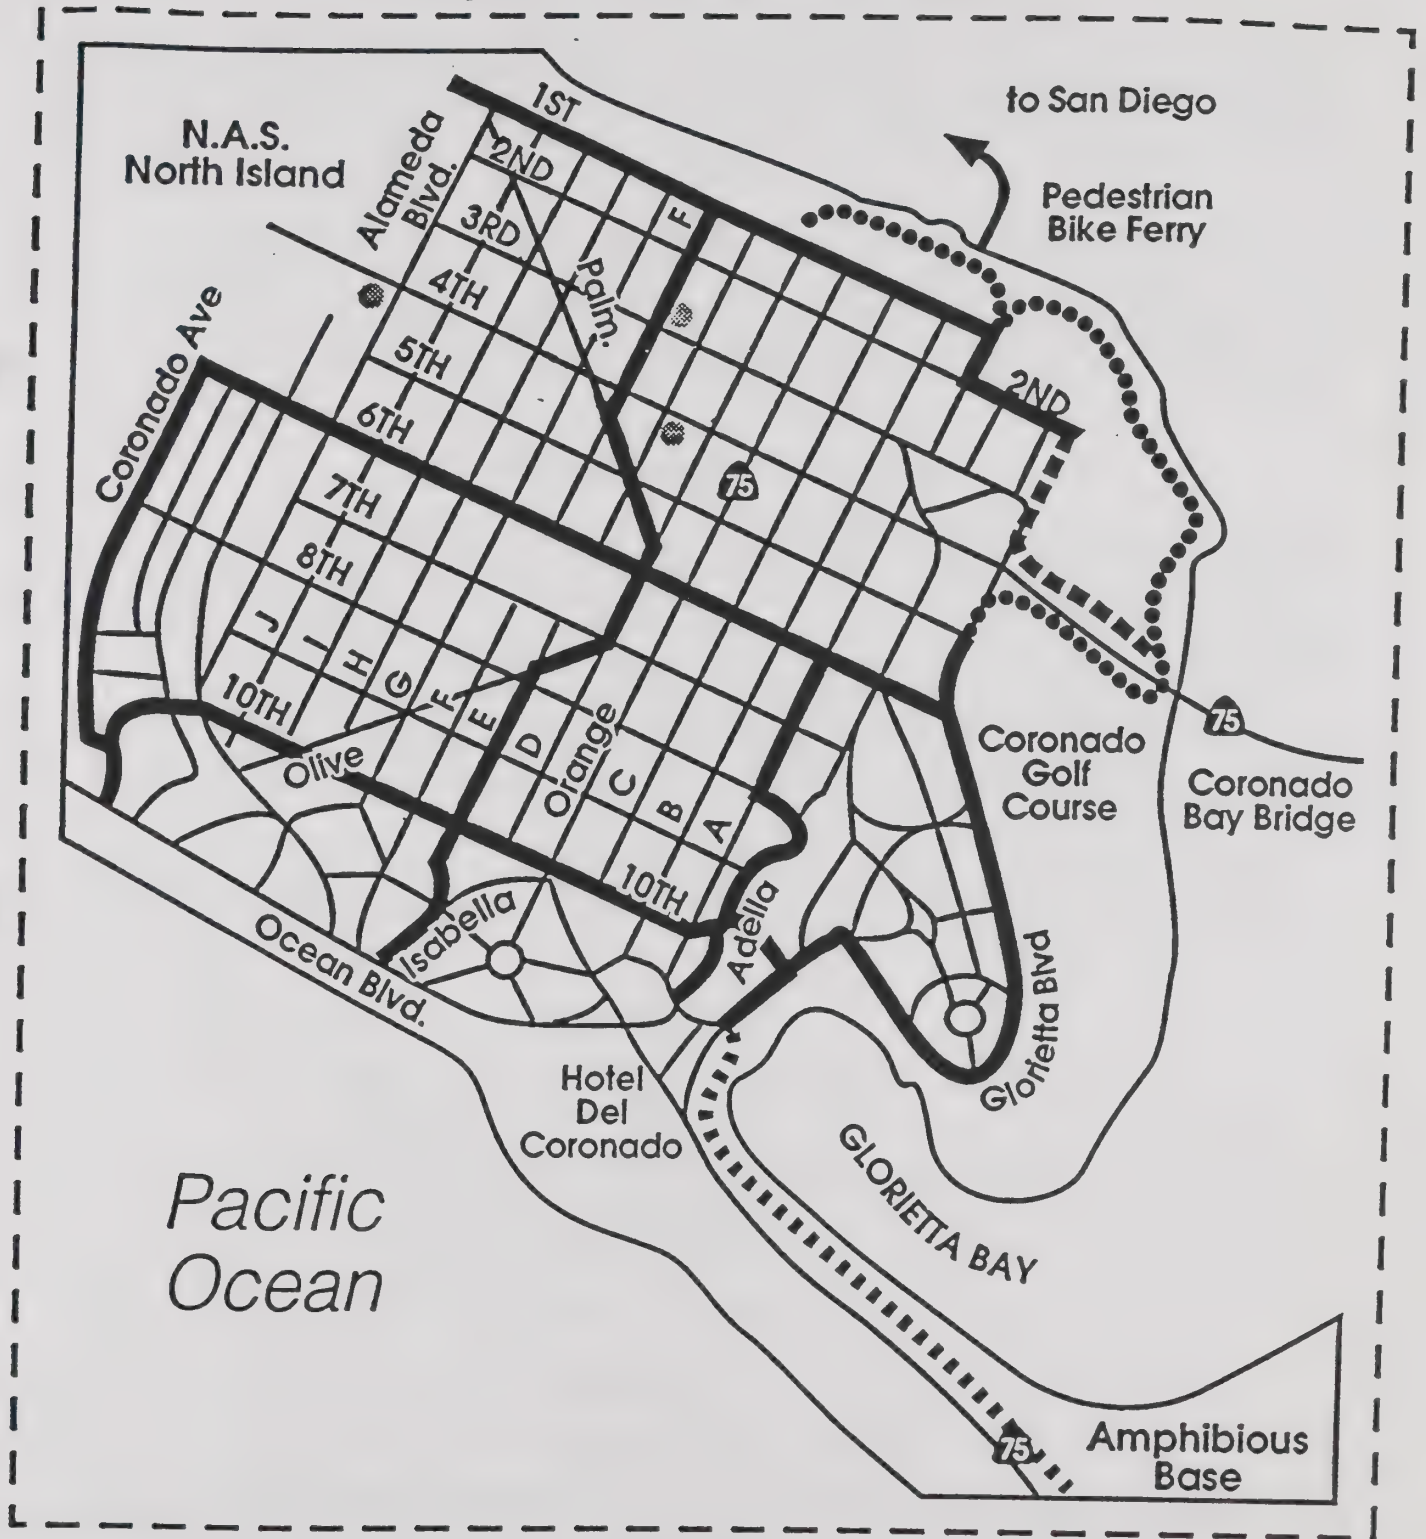 to San Diego
1ST
N.A.S.
North Island
Alameda
Blvd.
2ND
Pedestrian
Bike Ferry
3RD
F
Palm.
4TH
Coronado Ave
5TH
2ND
6TH
75
7TH
8TH
J
I
H
G
F
E
D
Orange
C
B
A
10TH
Olive
75
Coronado
Golf
Course
Coronado
Bay Bridge
10TH
Adella
Isabella
Ocean Blvd.
Glorietta Blvd
Hotel
Del
Coronado
GLORIETTA BAY
Pacific
Ocean
75
Amphibious
Base